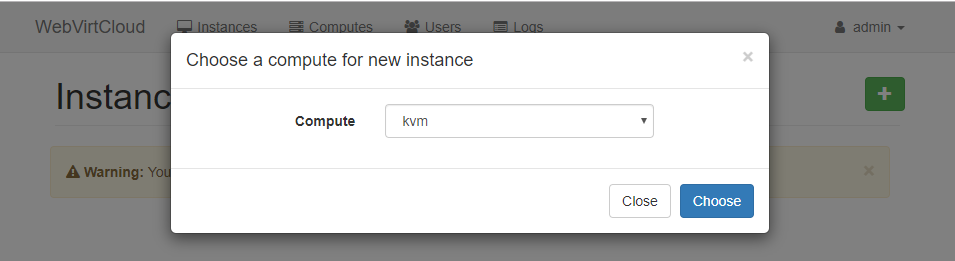 WebVirtCloud Instances Computes Users Logs admin
Choose a compute for new instance ×
Instanc
Compute kvm
Warning: You ×
Close Choose